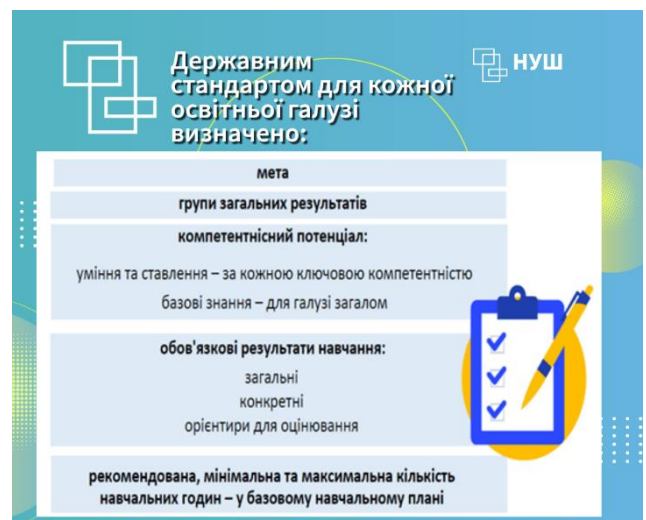 Державним
стандартом для кожної
освітньої галузі
визначено:
НУШ
мета
групи загальних результатів
компетентнісний потенціал:
уміння та ставлення – за кожною ключовою компетентністю
базові знання – для галузі загалом
обов'язкові результати навчання:
загальні
конкретні
орієнтири для оцінювання
рекомендована, мінімальна та максимальна кількість
навчальних годин – у базовому навчальному плані